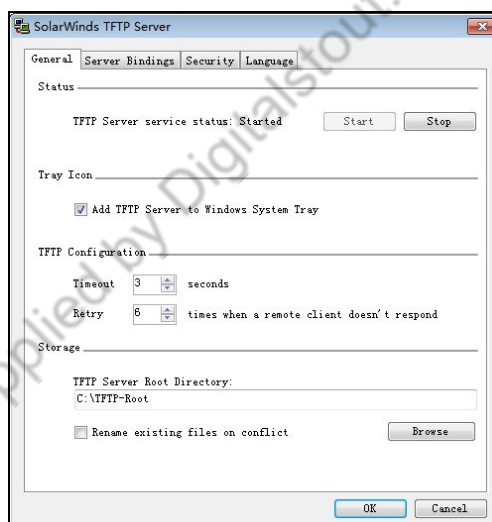 SolarWinds TFTP Server
General Server Bindings Security Language
Status
TFTP Server service status: Started Start Stop
Tray Icon
Add TFTP Server to Windows System Tray
TFTP Configuration
Timeout 3 seconds
Retry 6 times when a remote client doesn't respond
Storage
TFTP Server Root Directory:
C:\TFTP-Root
Rename existing files on conflict Browse
OK Cancel
plied by Digitalstout.